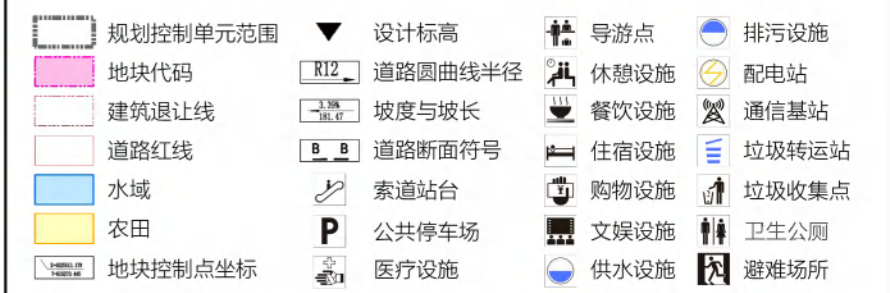 规划控制单元范围 设计标高 导游点 排污设施
地块代码 R12 道路圆曲线半径 休憩设施 配电站
建筑退让线 3.39% 181.47 坡度与坡长 餐饮设施 通信基站
道路红线 B B 道路断面符号 住宿设施 垃圾转运站
水域 索道站台 ¥ 购物设施 垃圾收集点
农田 P 公共停车场 文娱设施 卫生公厕
地块控制点坐标 医疗设施 供水设施 避难场所